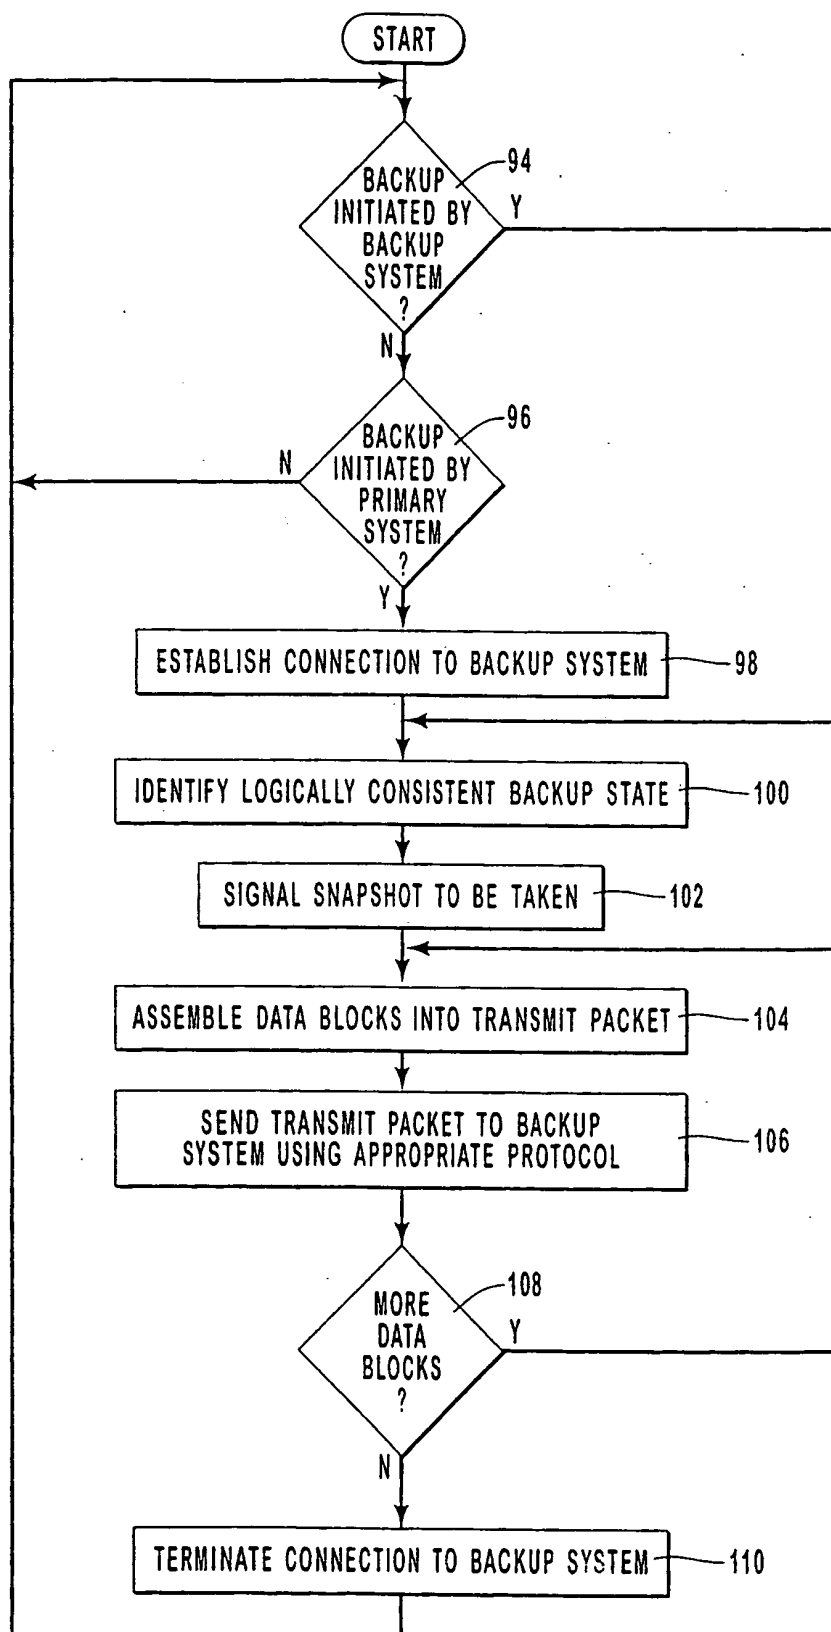 START
94
BACKUP
INITIATED BY
BACKUP
SYSTEM
?
Y
N
96
BACKUP
INITIATED BY
PRIMARY
SYSTEM
?
N
Y
ESTABLISH CONNECTION TO BACKUP SYSTEM
98
IDENTIFY LOGICALLY CONSISTENT BACKUP STATE
100
SIGNAL SNAPSHOT TO BE TAKEN
102
ASSEMBLE DATA BLOCKS INTO TRANSMIT PACKET
104
SEND TRANSMIT PACKET TO BACKUP
SYSTEM USING APPROPRIATE PROTOCOL
106
108
MORE
DATA
BLOCKS
?
Y
N
TERMINATE CONNECTION TO BACKUP SYSTEM
110